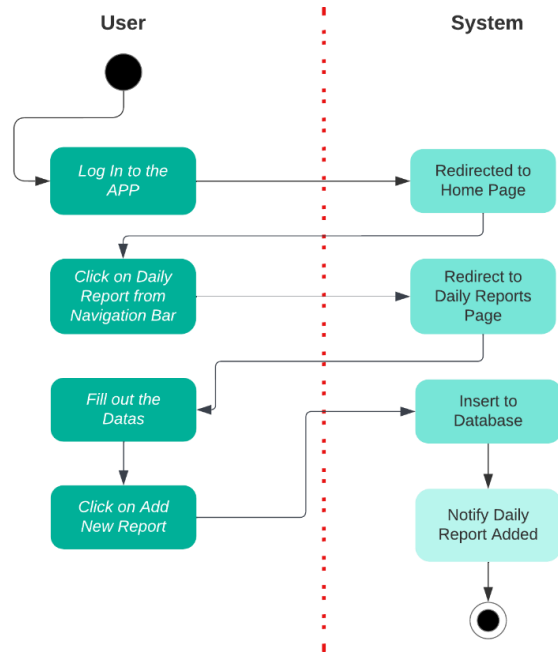 User
System
Log In to the
APP
Redirected to
Home Page
Click on Daily
Report from
Navigation Bar
Redirect to
Daily Reports
Page
Fill out the
Datas
Insert to
Database
Click on Add
New Report
Notify Daily
Report Added